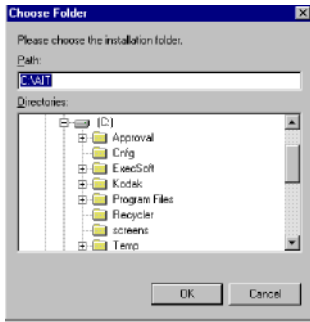 Choose Folder
Please choose the installation folder.
Path:
C:\AIT
Directories:
(C:)
Approval
Cnfg
ExecSoft
Kodak
Program Files
Recycler
screens
Temp
OK
Cancel